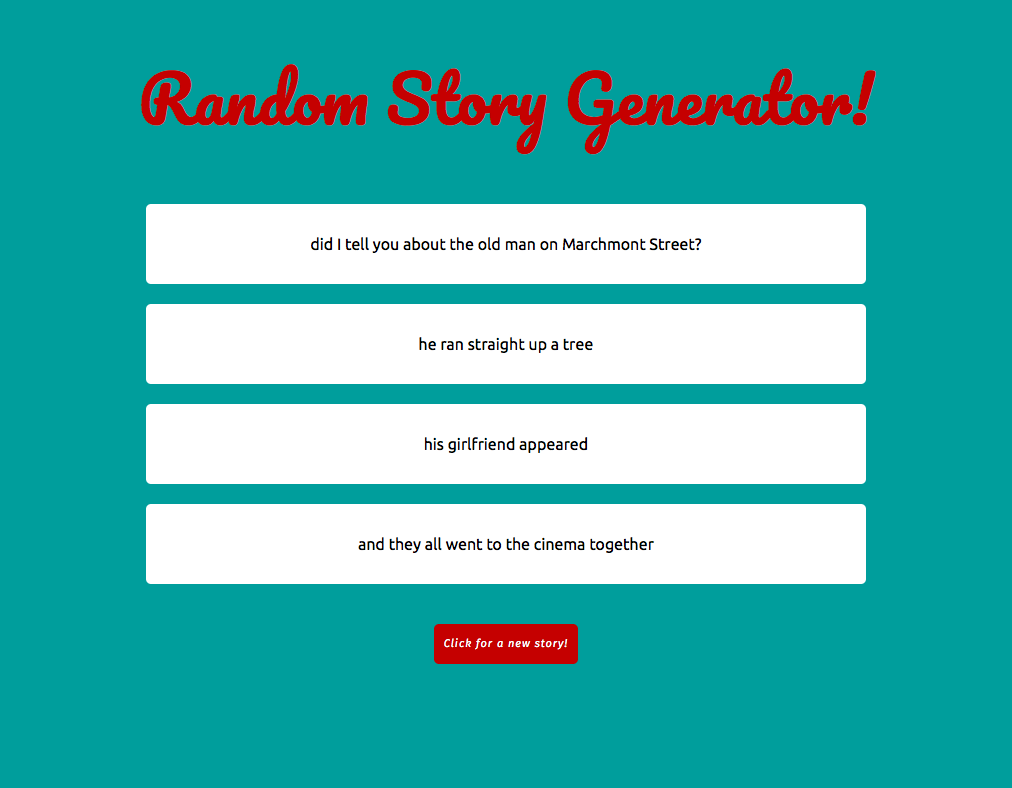 Random Story Generator!
did I tell you about the old man on Marchmont Street?
he ran straight up a tree
his girlfriend appeared
and they all went to the cinema together
Click for a new story!